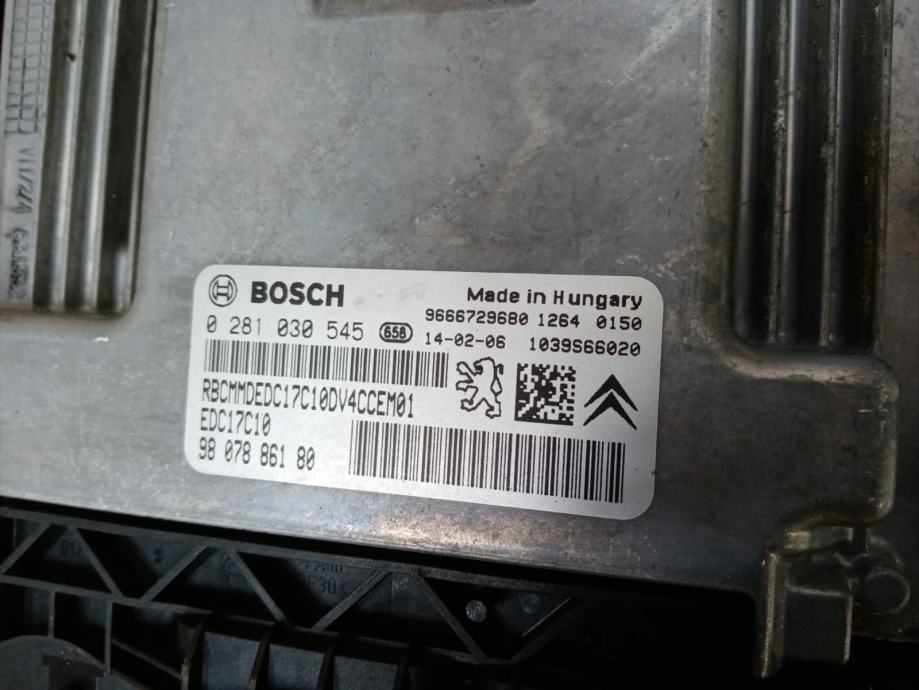 BOSCH
Made in Hungary
9666729680 1264 0150
0 281 030 545 658 14-02-06 1039S66020
RBCMMDEDC17C10DV4CCEM01
EDC17C10
98 078 861 80